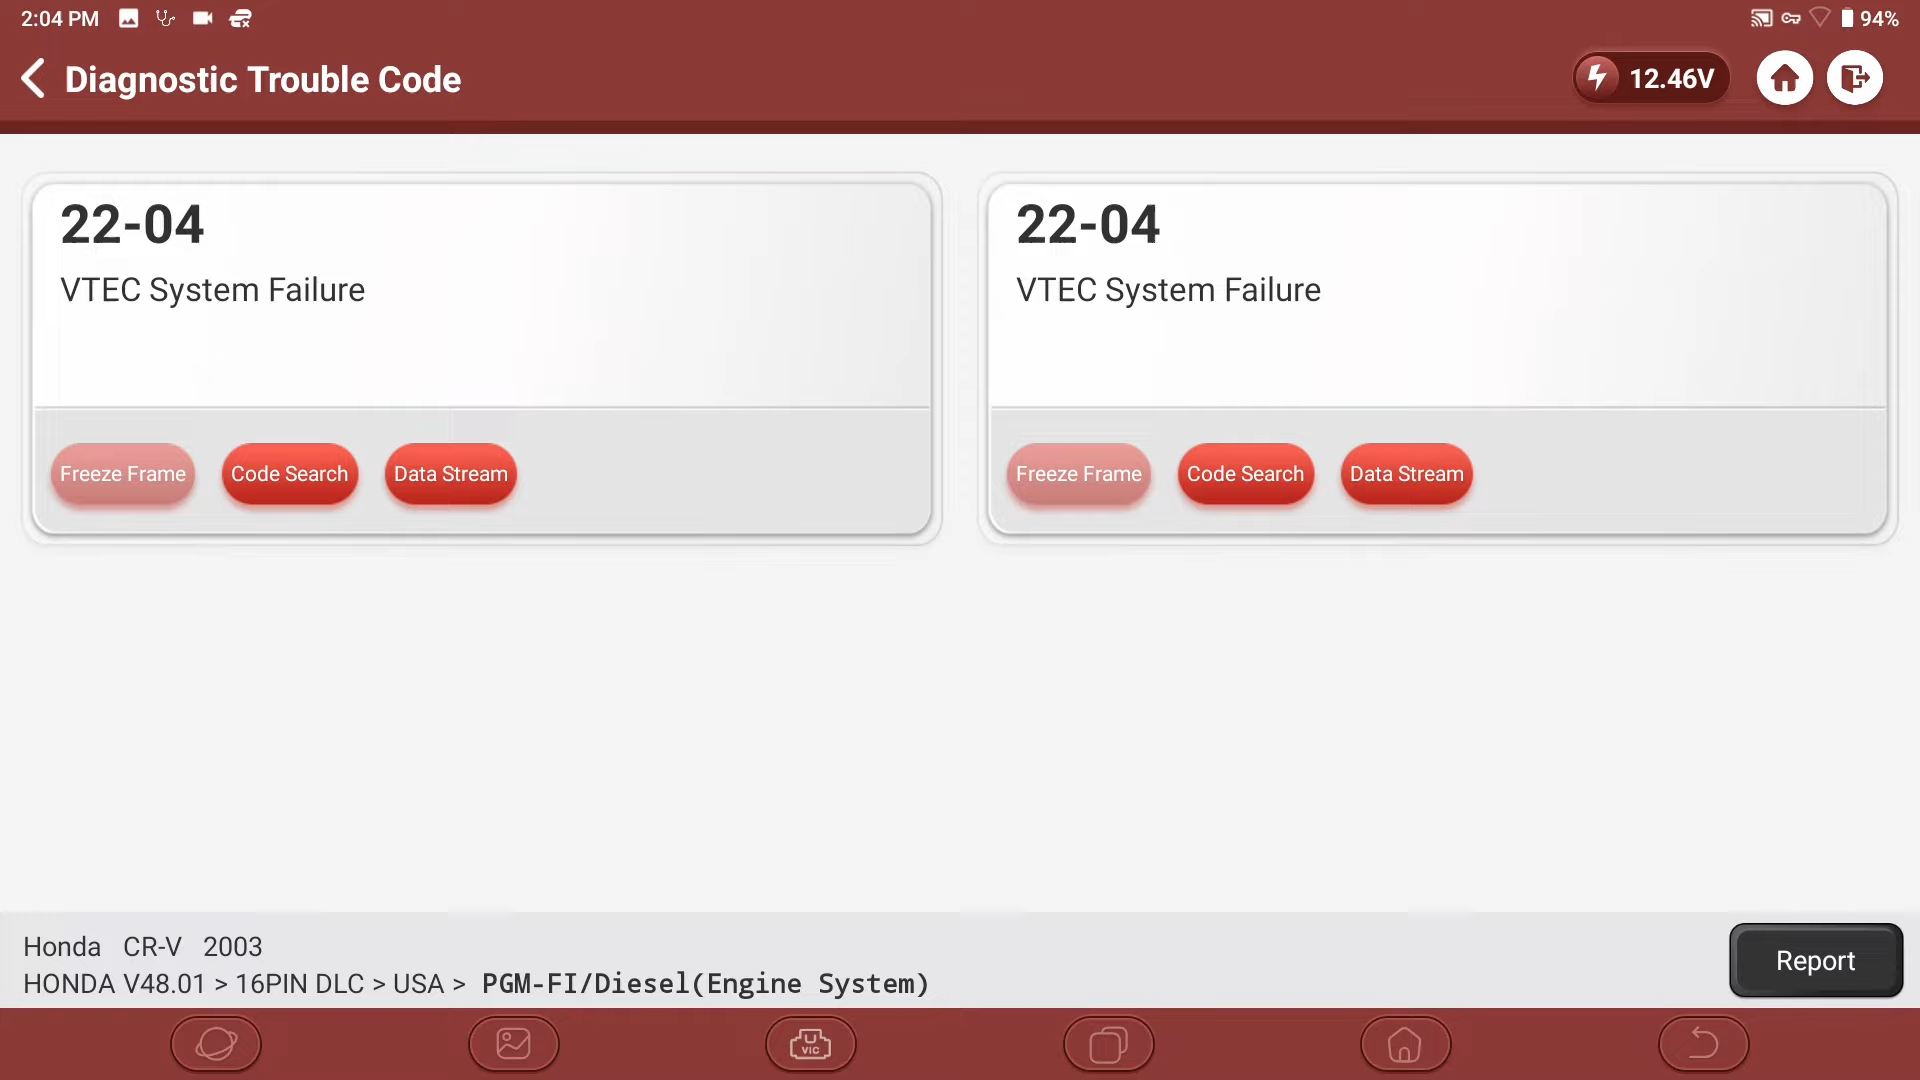 2:04 PM
94%
Diagnostic Trouble Code
12.46V
22-04
VTEC System Failure
Freeze Frame
Code Search
Data Stream
22-04
VTEC System Failure
Freeze Frame
Code Search
Data Stream
Honda CR-V 2003
HONDA V48.01 > 16PIN DLC > USA > PGM-FI/Diesel(Engine System)
Report
VIC